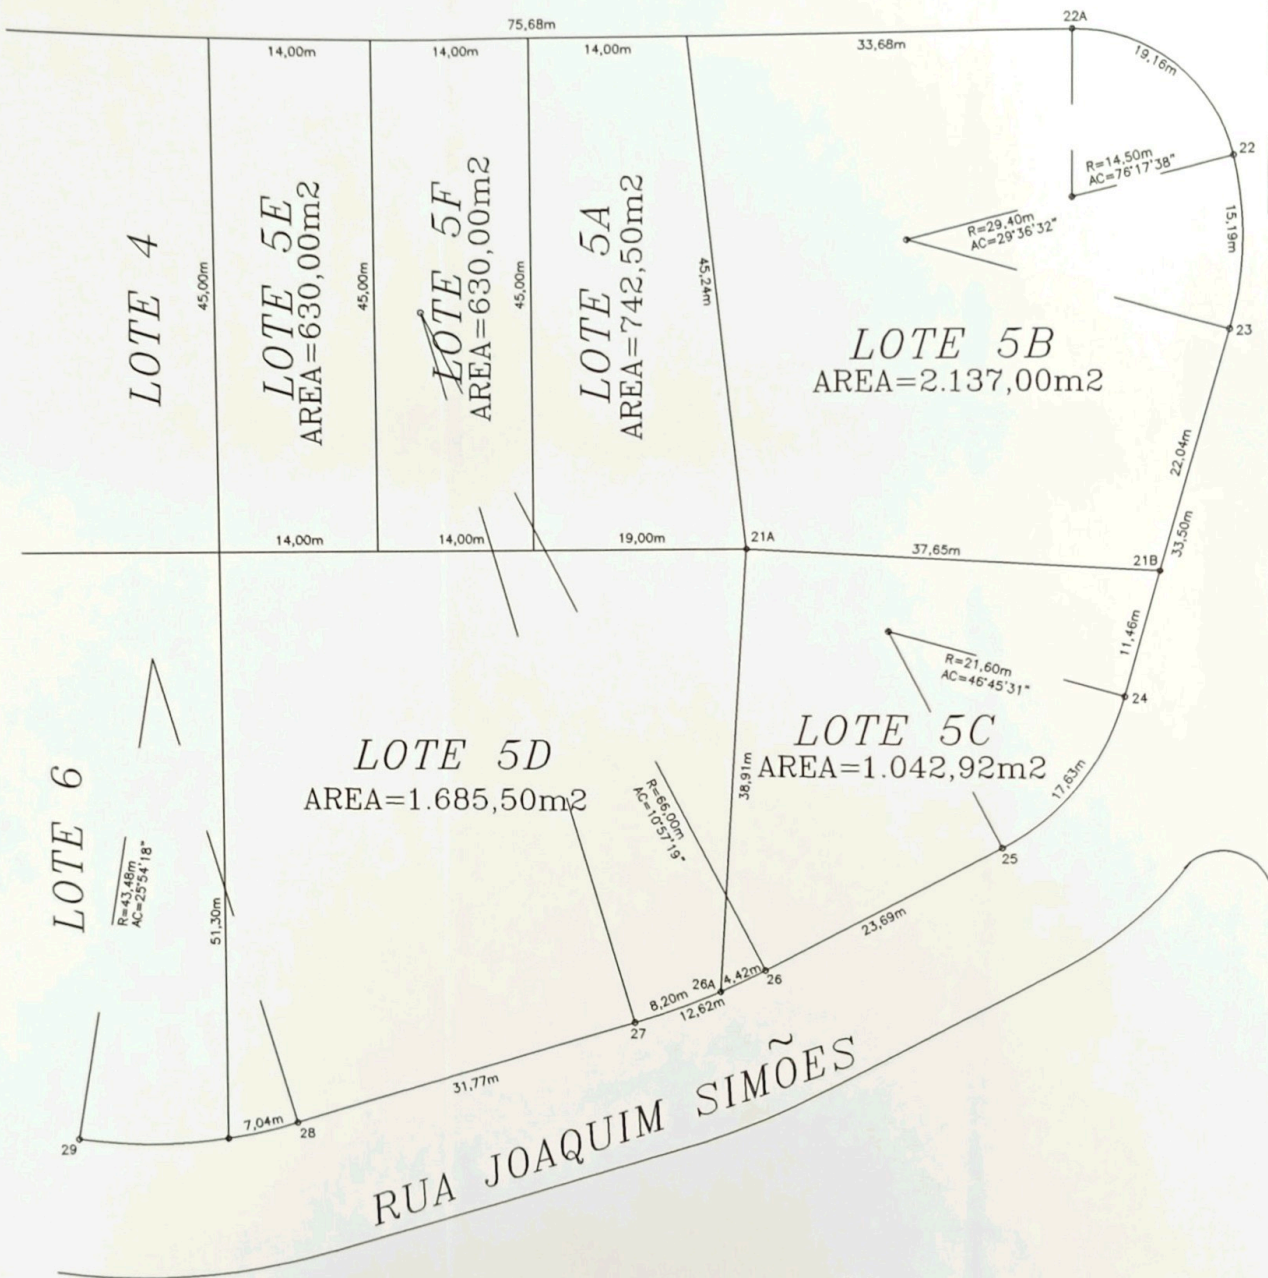 75,68m
22A
14,00m
14,00m
14,00m
33,68m
19,16m
22
R=14,50m
AC=76°17'38"
15,19m
R=29,40m
AC=29°36'32"
23
LOTE 4
45,00m
LOTE 5E
AREA=630,00m2
45,00m
LOTE 5F
AREA=630,00m2
45,00m
LOTE 5A
AREA=742,50m2
45,24m
LOTE 5B
AREA=2.137,00m2
22,04m
33,50m
14,00m
14,00m
19,00m
21A
37,65m
21B
11,46m
R=21,60m
AC=46°45'31"
24
LOTE 5C
AREA=1.042,92m2
17,63m
25
LOTE 5D
AREA=1.685,50m2
38,91m
R=66,00m
AC=10°57'19"
LOTE 6
R=43,48m
AC=25°54'18"
51,30m
23,69m
26
4,42m
26A
8,20m
12,62m
27
31,77m
7,04m
28
29
RUA JOAQUIM SIMÕES